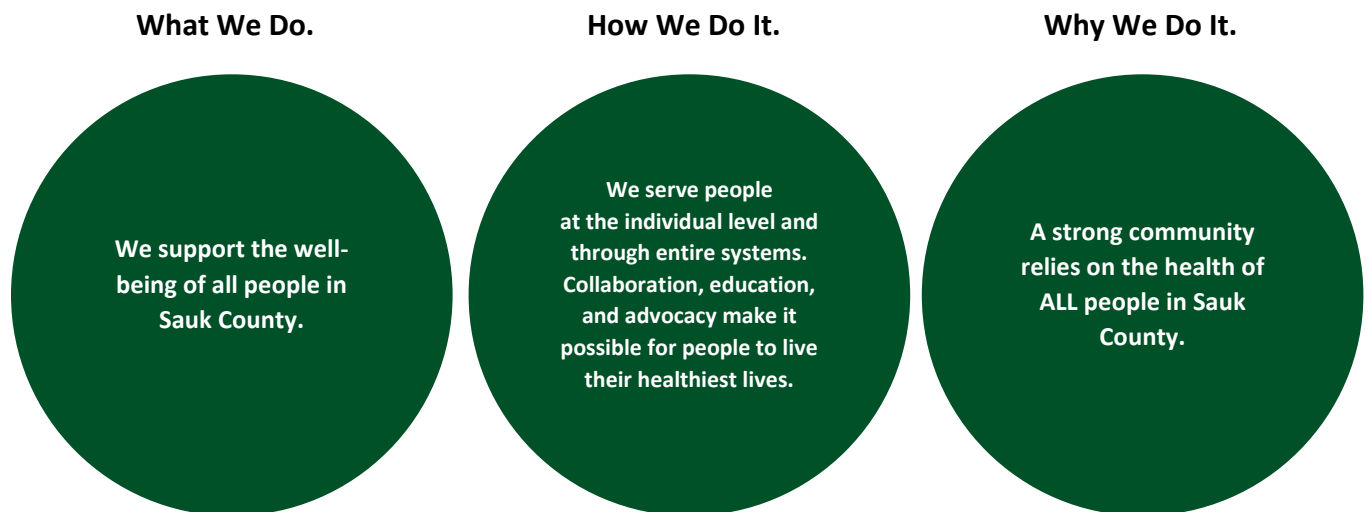 What We Do.
We support the well-
being of all people in
Sauk County.
How We Do It.
We serve people
at the individual level and
through entire systems.
Collaboration, education,
and advocacy make it
possible for people to live
their healthiest lives.
Why We Do It.
A strong community
relies on the health of
ALL people in Sauk
County.